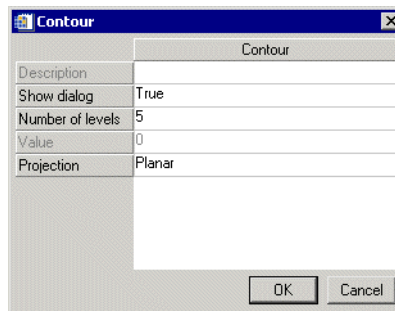 Contour
Contour
Description
Show dialog True
Number of levels 5
Value 0
Projection Planar
OK Cancel